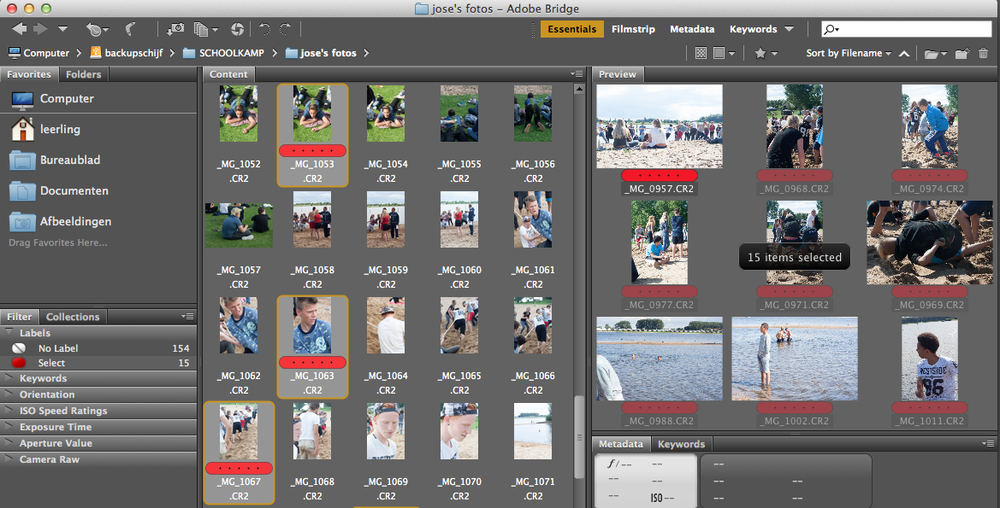 jose's fotos – Adobe Bridge
Essentials Filmstrip Metadata Keywords
Computer backupschijf SCHOOLKAMP jose's fotos
Sort by Filename
Favorites Folders
Computer
leerling
Bureaublad
Documenten
Afbeeldingen
Drag Favorites Here...
Filter Collections
Labels
No Label 154
Select 15
Keywords
Orientation
ISO Speed Ratings
Exposure Time
Aperture Value
Camera Raw
Content
_MG_1052 _MG_1053 _MG_1054 _MG_1055 _MG_1056
.CR2 .CR2 .CR2 .CR2 .CR2
_MG_1057 _MG_1058 _MG_1059 _MG_1060 _MG_1061
.CR2 .CR2 .CR2 .CR2 .CR2
_MG_1062 _MG_1063 _MG_1064 _MG_1065 _MG_1066
.CR2 .CR2 .CR2 .CR2 .CR2
_MG_1067 _MG_1068 _MG_1069 _MG_1070 _MG_1071
.CR2 .CR2 .CR2 .CR2 .CR2
Preview
_MG_0957.CR2 _MG_0968.CR2 _MG_0974.CR2
15 items selected
_MG_0977.CR2 _MG_0971.CR2 _MG_0969.CR2
86
_MG_0988.CR2 _MG_1002.CR2 _MG_1011.CR2
Metadata Keywords
ƒ/-- -- --
-- -- -- --
-- ISO -- -- --